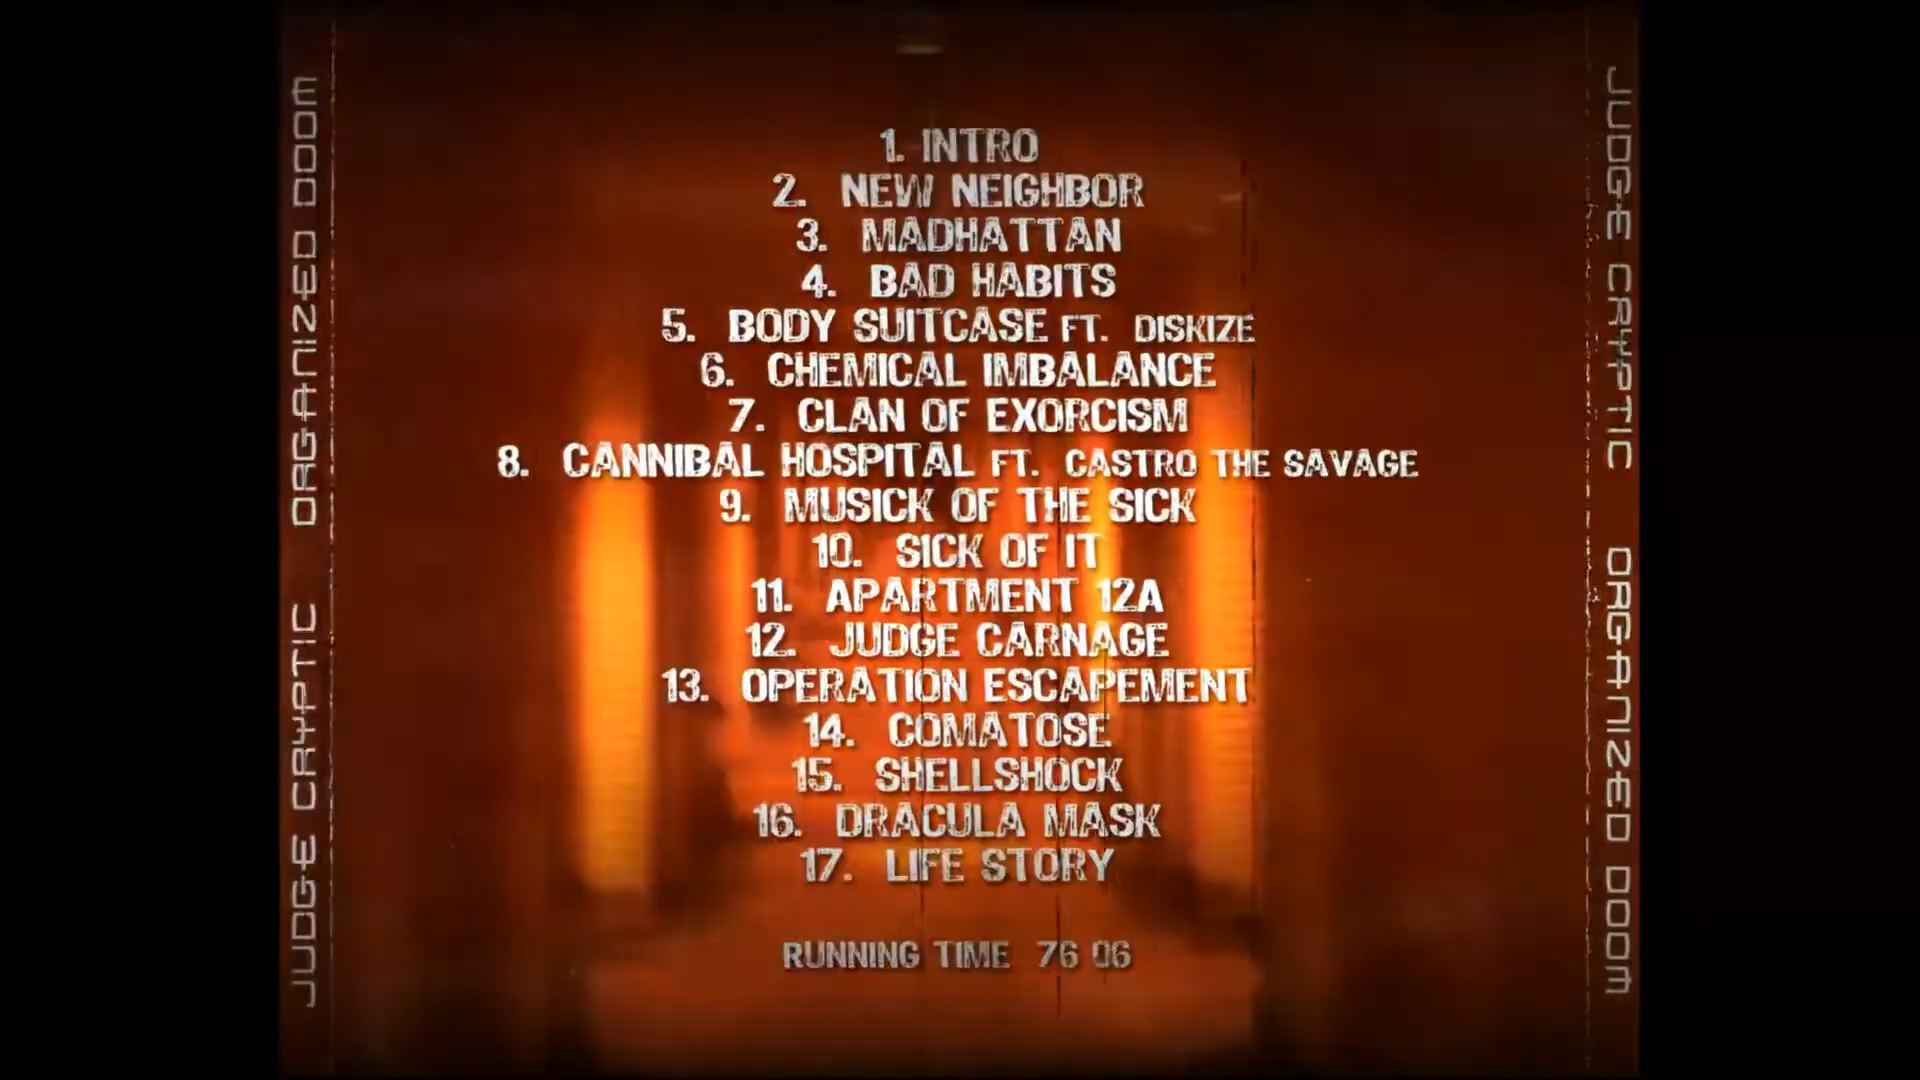 JUDGE CRYPTIC ORGANIZED DOOM
1. INTRO
2. NEW NEIGHBOR
3. MADHATTAN
4. BAD HABITS
5. BODY SUITCASE FT. DISKIZE
6. CHEMICAL IMBALANCE
7. CLAN OF EXORCISM
8. CANNIBAL HOSPITAL FT. CASTRO THE SAVAGE
9. MUSICK OF THE SICK
10. SICK OF IT
11. APARTMENT 12A
12. JUDGE CARNAGE
13. OPERATION ESCAPEMENT
14. COMATOSE
15. SHELLSHOCK
16. DRACULA MASK
17. LIFE STORY
RUNNING TIME 76 06
JUDGE CRYPTIC ORGANIZED DOOM